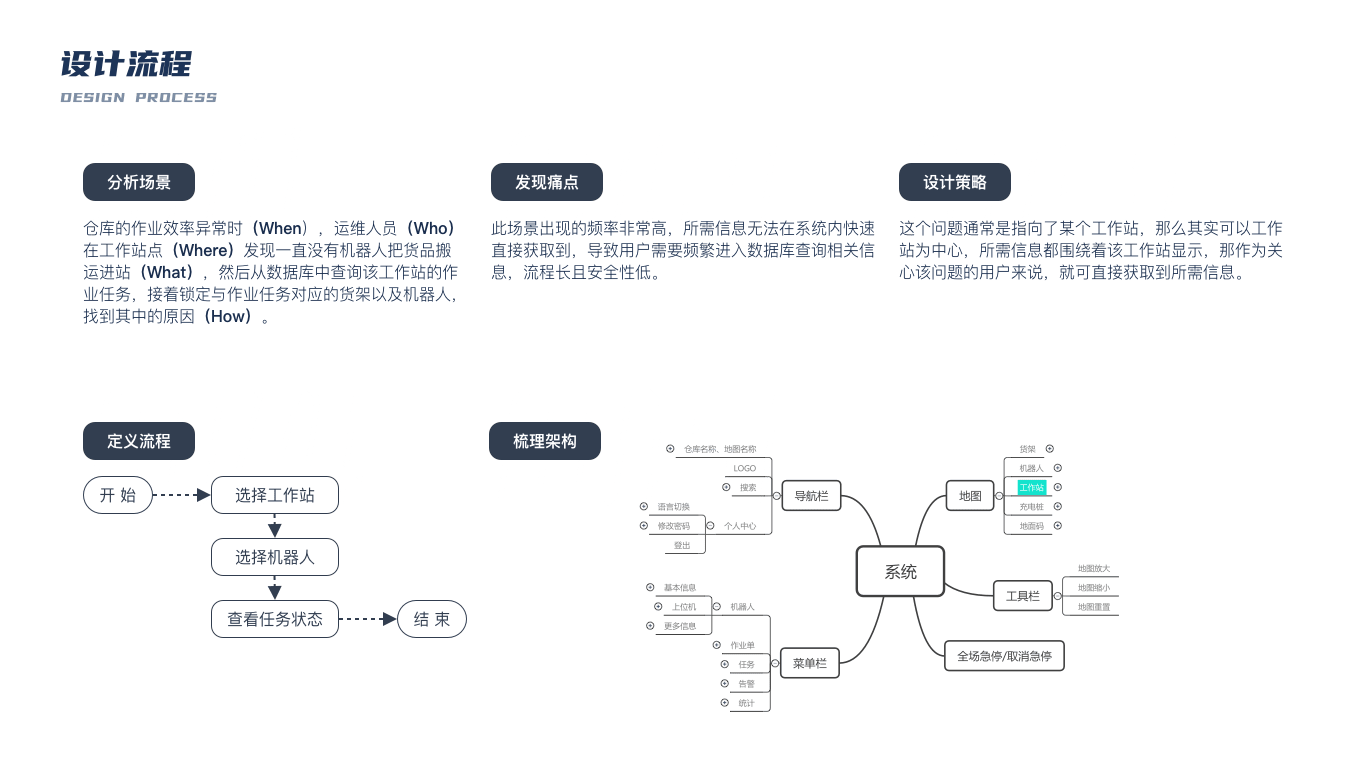 设计流程
DESIGN PROCESS
分析场景
仓库的作业效率异常时（When），运维人员（Who）
在工作站点（Where）发现一直没有机器人把货品搬
运进站（What），然后从数据库中查询该工作站的作
业任务，接着锁定与作业任务对应的货架以及机器人，
找到其中的原因（How）。
发现痛点
此场景出现的频率非常高，所需信息无法在系统内快速
直接获取到，导致用户需要频繁进入数据库查询相关信
息，流程长且安全性低。
设计策略
这个问题通常是指向了某个工作站，那么其实可以工作
站为中心，所需信息都围绕着该工作站显示，那作为关
心该问题的用户来说，就可直接获取到所需信息。
定义流程
开 始
选择工作站
选择机器人
查看任务状态
结 束
梳理架构
仓库名称、地图名称
LOGO
搜索
语言切换
修改密码
登出
个人中心
导航栏
基本信息
上位机
更多信息
机器人
作业单
任务
告警
统计
菜单栏
系统
地图
货架
机器人
工作站
充电桩
地面码
工具栏
地图放大
地图缩小
地图重置
全场急停/取消急停